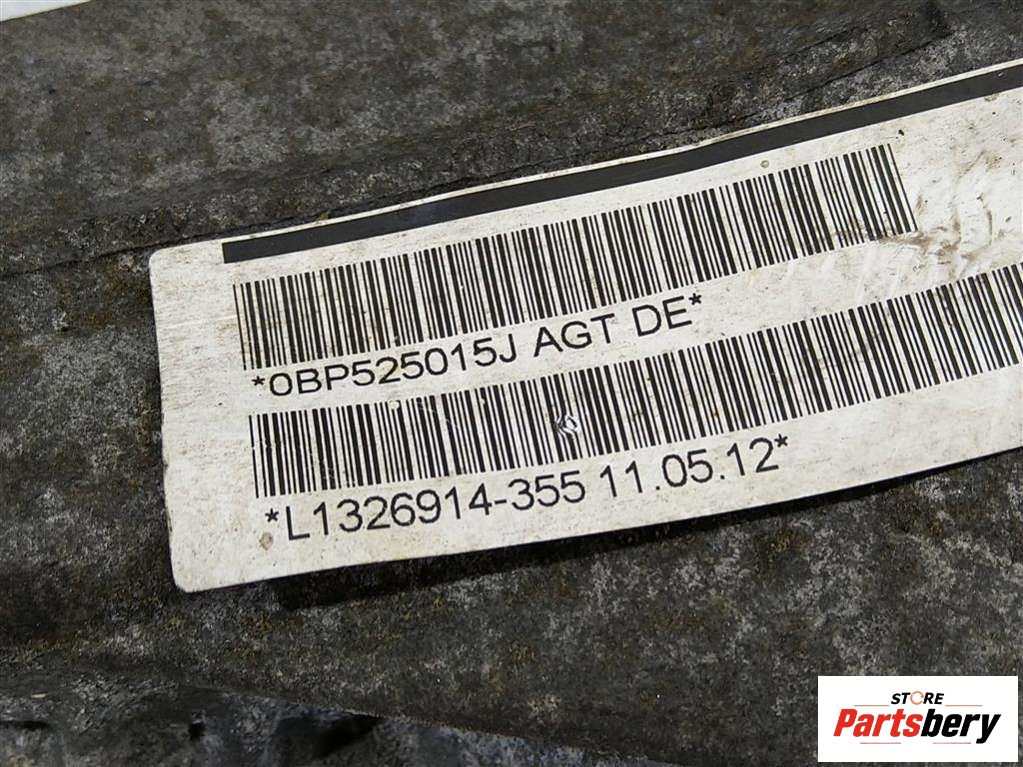 *0BP525015J AGT DE*
*L1326914-355 11.05.12*
STORE
Partsbery